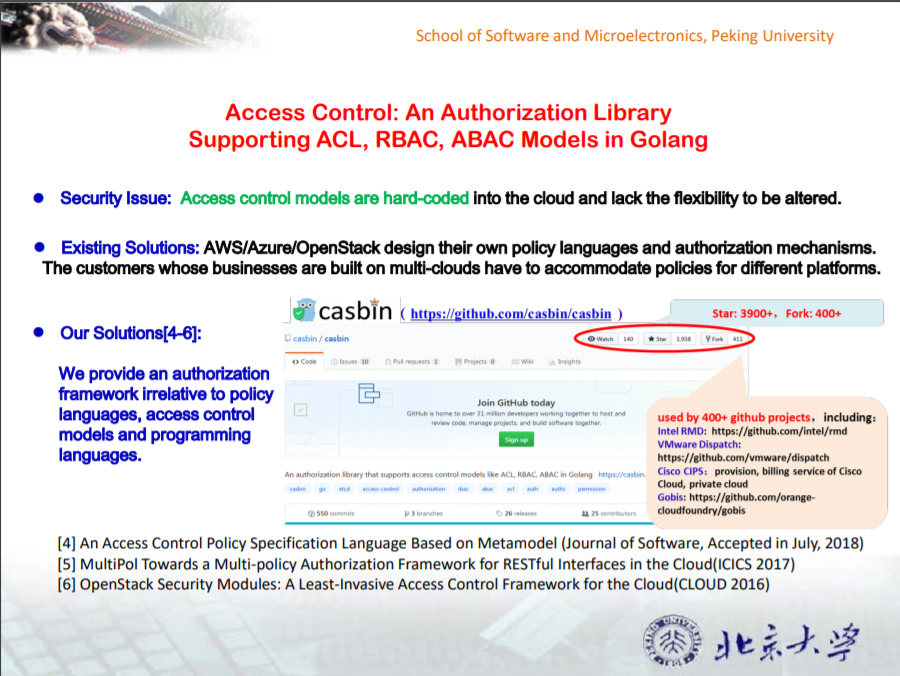 School of Software and Microelectronics, Peking University
Access Control: An Authorization Library
Supporting ACL, RBAC, ABAC Models in Golang
● Security Issue: Access control models are hard-coded into the cloud and lack the flexibility to be altered.
● Existing Solutions: AWS/Azure/OpenStack design their own policy languages and authorization mechanisms.
The customers whose businesses are built on multi-clouds have to accommodate policies for different platforms.
● Our Solutions[4-6]:
We provide an authorization
framework irrelative to policy
languages, access control
models and programming
languages.
casbin ( https://github.com/casbin/casbin )
Star: 3900+, Fork: 400+
casbin / casbin
Watch 140 Star 3,958 Fork 411
Code Issues 10 Pull requests 1 Projects 0 Wiki Insights
Join GitHub today
GitHub is home to over 31 million developers working together to host and
review code, manage projects, and build software together.
Sign up
An authorization library that supports access control models like ACL, RBAC, ABAC in Golang https://casbin.
casbin go etcd access-control authorization rbac abac acl auth authz permission
550 commits 3 branches 26 releases 25 contributors
used by 400+ github projects，including:
Intel RMD: https://github.com/intel/rmd
VMware Dispatch:
https://github.com/vmware/dispatch
Cisco CIPS: provision, billing service of Cisco
Cloud, private cloud
Gobis: https://github.com/orange-
cloudfoundry/gobis
[4] An Access Control Policy Specification Language Based on Metamodel (Journal of Software, Accepted in July, 2018)
[5] MultiPol Towards a Multi-policy Authorization Framework for RESTful Interfaces in the Cloud(ICICS 2017)
[6] OpenStack Security Modules: A Least-Invasive Access Control Framework for the Cloud(CLOUD 2016)
北京大学